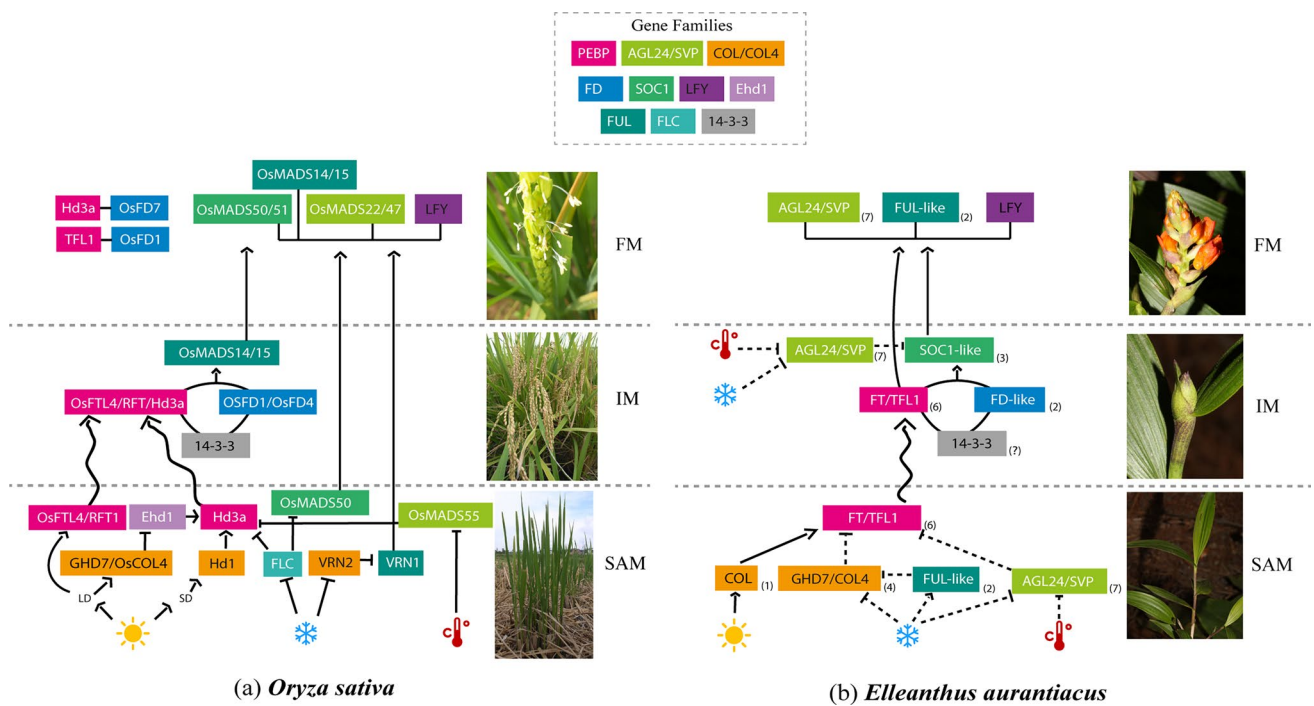 Gene Families
PEBP AGL24/SVP COL/COL4
FD SOC1 LFY Ehd1
FUL FLC 14-3-3
OsMADS14/15
Hd3a OsFD7 OsMADS50/51 OsMADS22/47 LFY
TFL1 OsFD1
FM
OsMADS14/15
OsFTL4/RFT/Hd3a OSFD1/OsFD4
IM
14-3-3
OsMADS50
OsFTL4/RFT1 Ehd1 Hd3a OsMADS55
GHD7/OsCOL4 Hd1 FLC VRN2 VRN1
SAM
LD SD
C°
(a) Oryza sativa
AGL24/SVP (7) FUL-like (2) LFY
FM
C°
AGL24/SVP (7) SOC1-like (3)
FT/TFL1 (6) FD-like (2)
IM
14-3-3 (?)
FT/TFL1 (6)
COL (1) GHD7/COL4 (4) FUL-like (2) AGL24/SVP (7)
SAM
C°
(b) Elleanthus aurantiacus